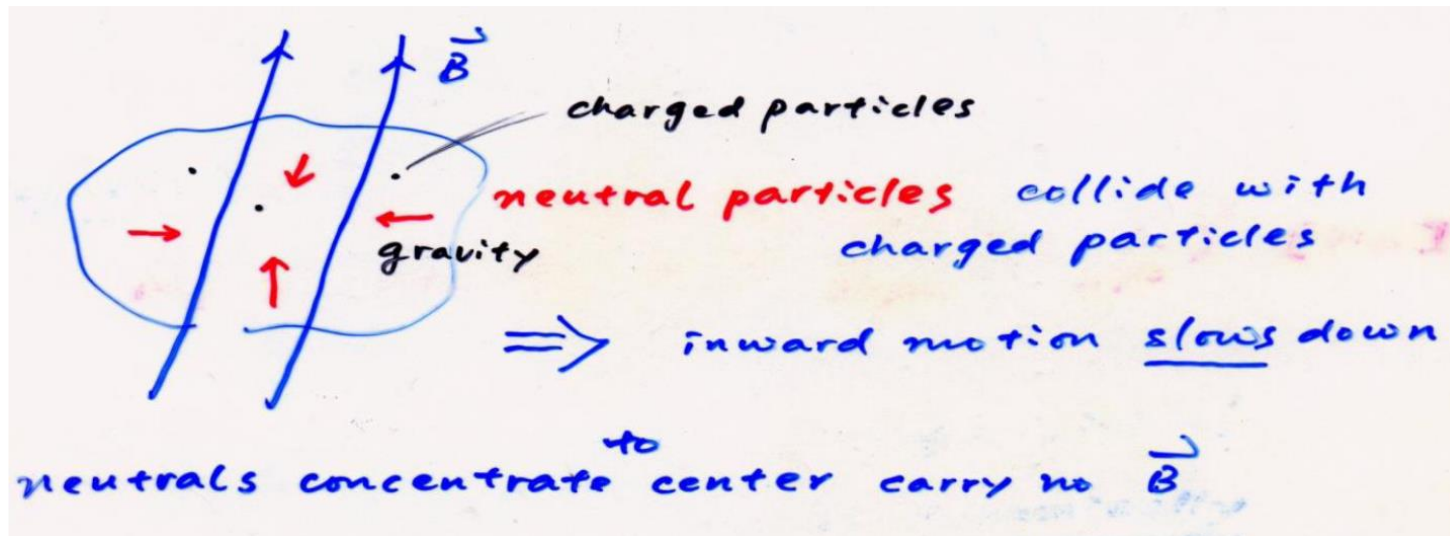 B
charged particles
neutral particles collide with
charged particles
gravity
⇒ inward motion slows down
to
neutrals concentrate center carry no B